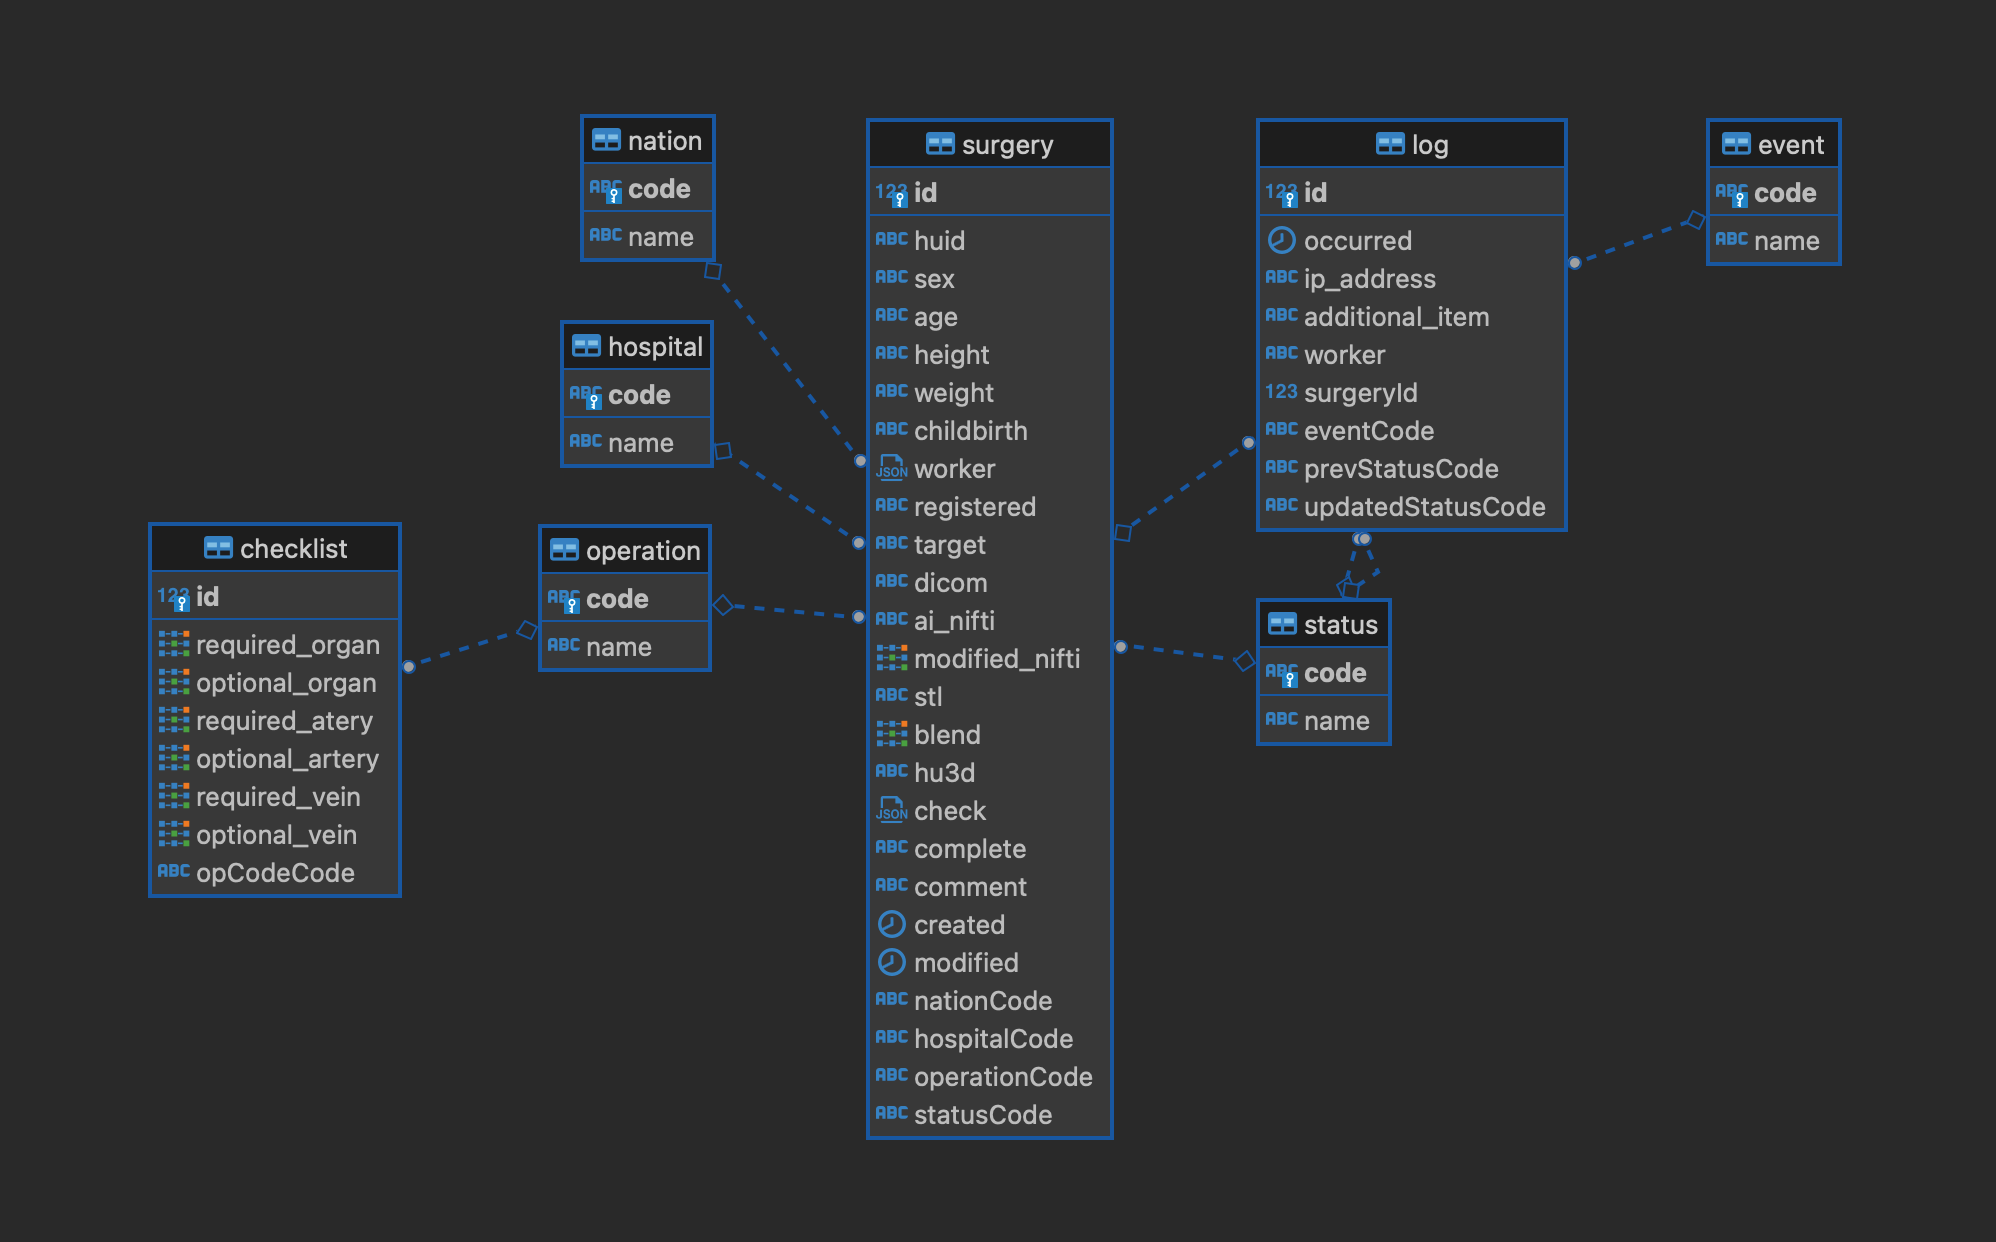 nation
ABC code
ABC name
hospital
ABC code
ABC name
checklist
123 id
required_organ
optional_organ
required_atery
optional_artery
required_vein
optional_vein
ABC opCodeCode
operation
ABC code
ABC name
surgery
123 id
ABC huid
ABC sex
ABC age
ABC height
ABC weight
ABC childbirth
JSON worker
ABC registered
ABC target
ABC dicom
ABC ai_nifti
modified_nifti
ABC stl
blend
ABC hu3d
JSON check
ABC complete
ABC comment
created
modified
ABC nationCode
ABC hospitalCode
ABC operationCode
ABC statusCode
log
123 id
occurred
ABC ip_address
ABC additional_item
ABC worker
123 surgeryId
ABC eventCode
ABC prevStatusCode
ABC updatedStatusCode
status
ABC code
ABC name
event
ABC code
ABC name